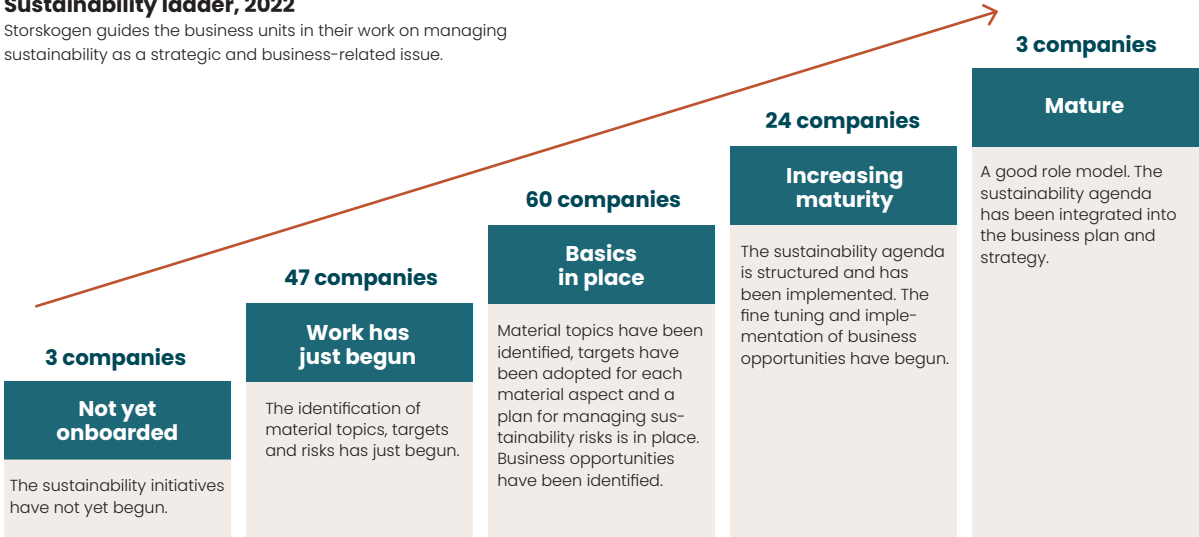 Sustainability ladder, 2022
Storskogen guides the business units in their work on managing
sustainability as a strategic and business-related issue.
3 companies
Not yet
onboarded
The sustainability initiatives
have not yet begun.
47 companies
Work has
just begun
The identification of
material topics, targets
and risks has just begun.
60 companies
Basics
in place
Material topics have been
identified, targets have
been adopted for each
material aspect and a
plan for managing sus-
tainability risks is in place.
Business opportunities
have been identified.
24 companies
Increasing
maturity
The sustainability agenda
is structured and has
been implemented. The
fine tuning and imple-
mentation of business
opportunities have begun.
3 companies
Mature
A good role model. The
sustainability agenda
has been integrated into
the business plan and
strategy.